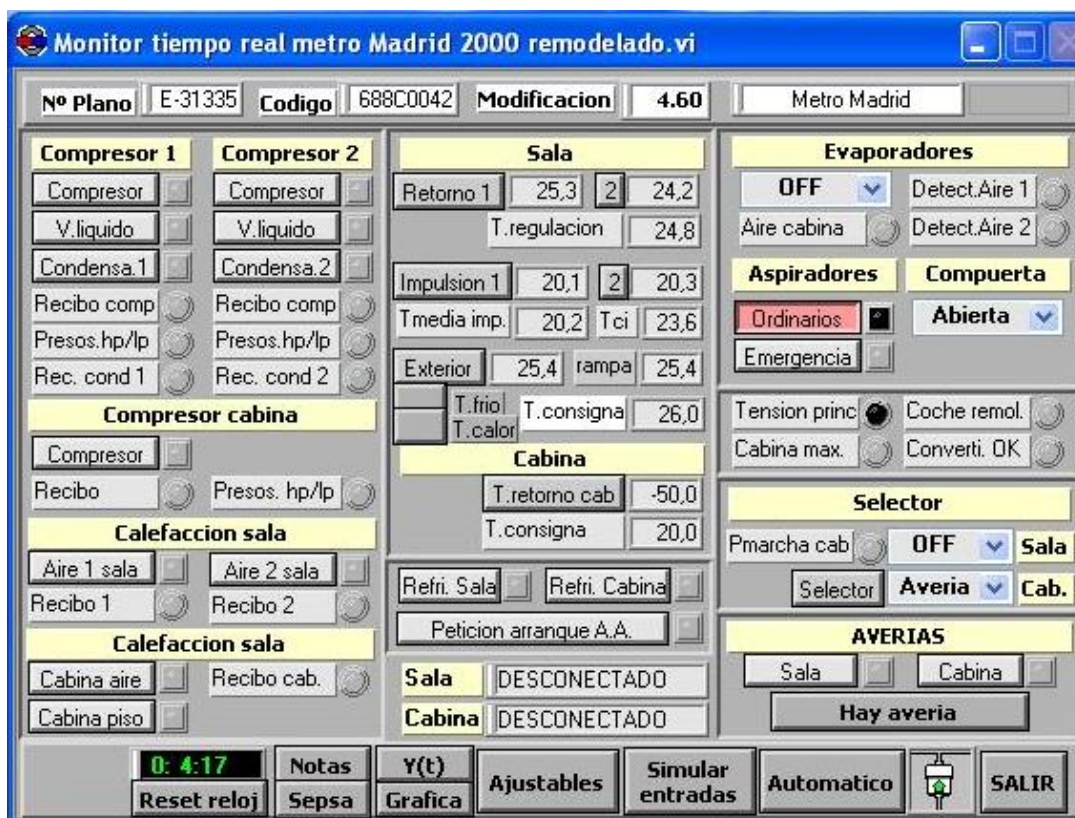 Monitor tiempo real metro Madrid 2000 remodelado.vi
Nº Plano E-31335 Codigo 688C0042 Modificacion 4.60 Metro Madrid
Compresor 1 Compresor 2
Compresor Compresor
V.liquido V.liquido
Condensa.1 Condensa.2
Recibo comp Recibo comp
Presos.hp/lp Presos.hp/lp
Rec. cond 1 Rec. cond 2
Compresor cabina
Compresor
Recibo Presos. hp/lp
Calefaccion sala
Aire 1 sala Aire 2 sala
Recibo 1 Recibo 2
Calefaccion sala
Cabina aire Recibo cab.
Cabina piso
Sala
Retorno 1 25,3 2 24,2
T.regulacion 24,8
Impulsion 1 20,1 2 20,3
Tmedia imp. 20,2 Tci 23,6
Exterior 25,4 rampa 25,4
T.friol T.consigna 26,0
T.calor
Cabina
T.retorno cab -50,0
T.consigna 20,0
Refri. Sala Refri. Cabina
Peticion arranque A.A.
Sala DESCONECTADO
Cabina DESCONECTADO
Evaporadores
OFF Detect.Aire 1
Aire cabina Detect.Aire 2
Aspiradores Compuerta
Ordinarios Abierta
Emergencia
Tension princ Coche remol.
Cabina max. Converti. OK
Selector
Pmarcha cab OFF Sala
Selector Averia Cab.
AVERIAS
Sala Cabina
Hay averia
0: 4:17 Notas Y(t) Ajustables Simular entradas Automatico SALIR
Reset reloj Sepsa Grafica